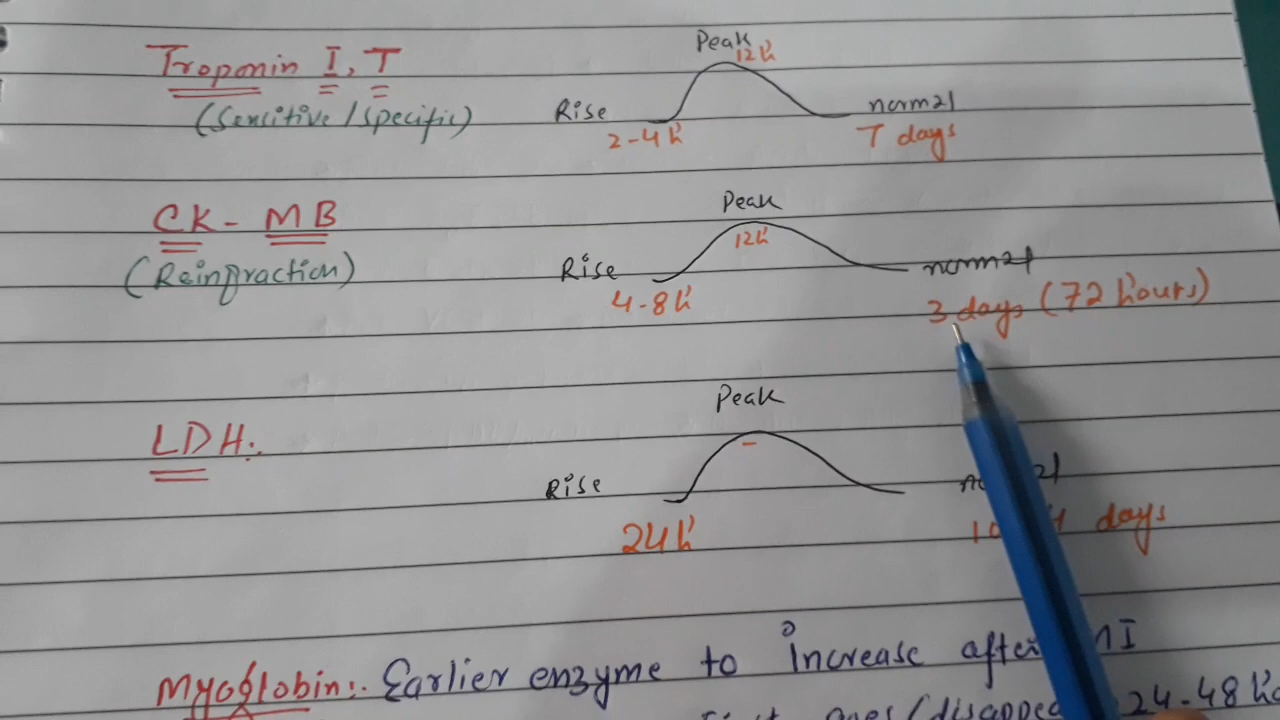 Peak
12h
Troponin I, T
Rise normal
(Sensitive/specific)
2-4h 7 days
Peak
CK- MB
12h
(Reinfraction)
Rise normal
4-8h 3 days (72 hours)
Peak
LDH:
Rise
24h days
Myoglobin:. Earlier enzyme to increase after MI
24-48